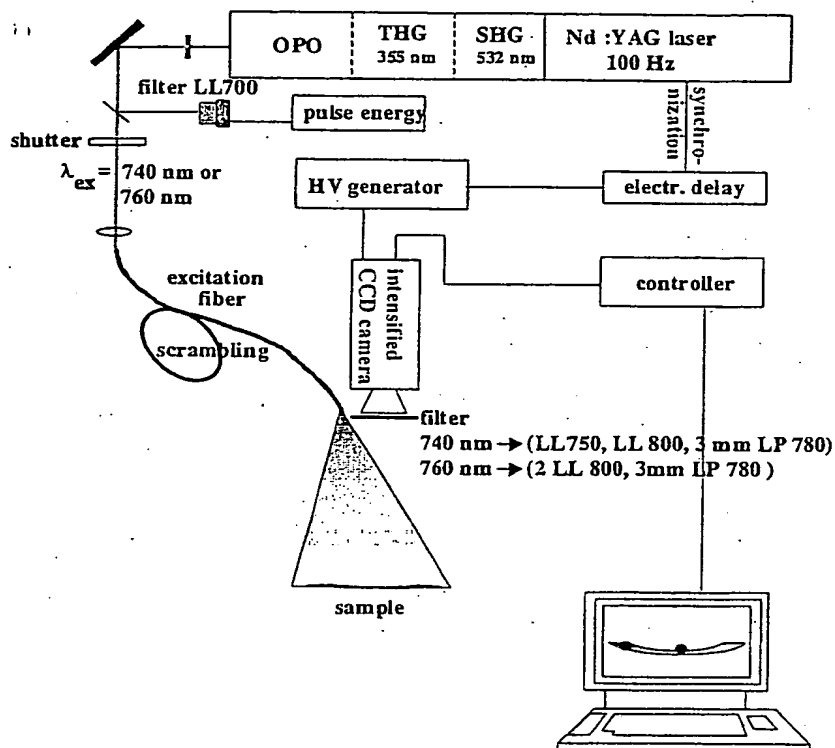 OPO
THG
355 nm
SHG
532 nm
Nd :YAG laser
100 Hz
filter LL700
pulse energy
synchro-
nization
shutter
λex= 740 nm or
760 nm
HV generator
electr. delay
excitation
fiber
scrambling
intensified
CCD camera
controller
filter
740 nm→(LL750, LL 800, 3 mm LP 780)
760 nm→(2 LL 800, 3mm LP 780 )
sample